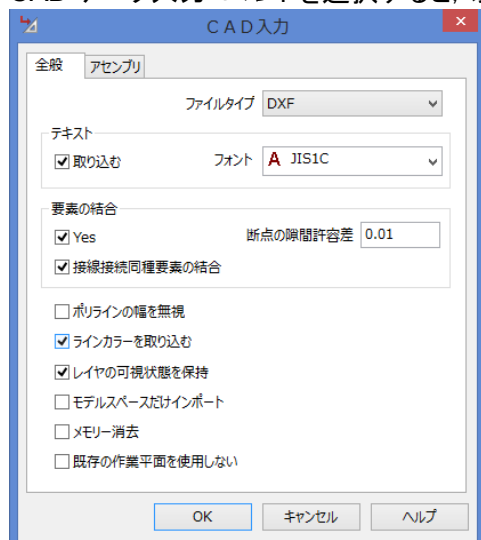 CAD入力
全般 アセンブリ
ファイルタイプ DXF
テキスト
取り込む フォント A JIS1C
要素の結合
Yes 断点の隙間許容差 0.01
接線接続同種要素の結合
ポリラインの幅を無視
ラインカラーを取り込む
レイヤの可視状態を保持
モデルスペースだけインポート
メモリー消去
既存の作業平面を使用しない
OK キャンセル ヘルプ